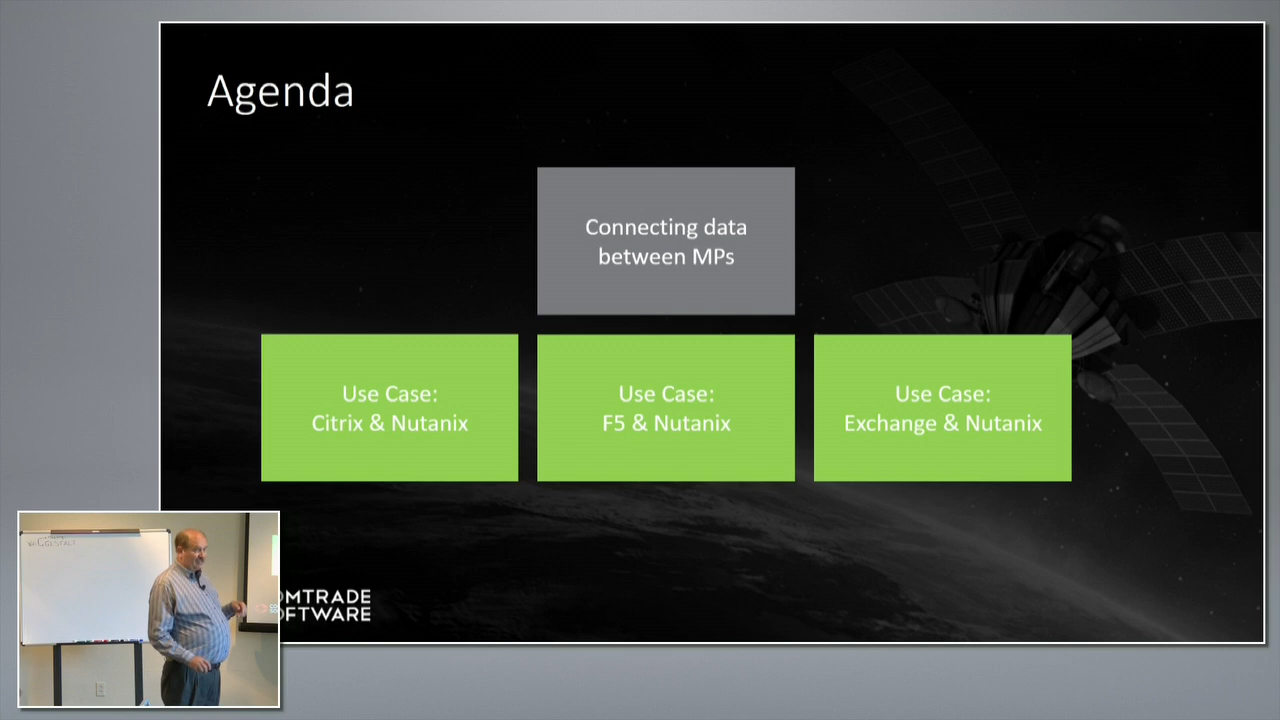 Agenda
Connecting data
between MPs
Use Case:
Citrix & Nutanix
Use Case:
F5 & Nutanix
Use Case:
Exchange & Nutanix
OMTRADE
OFTWARE